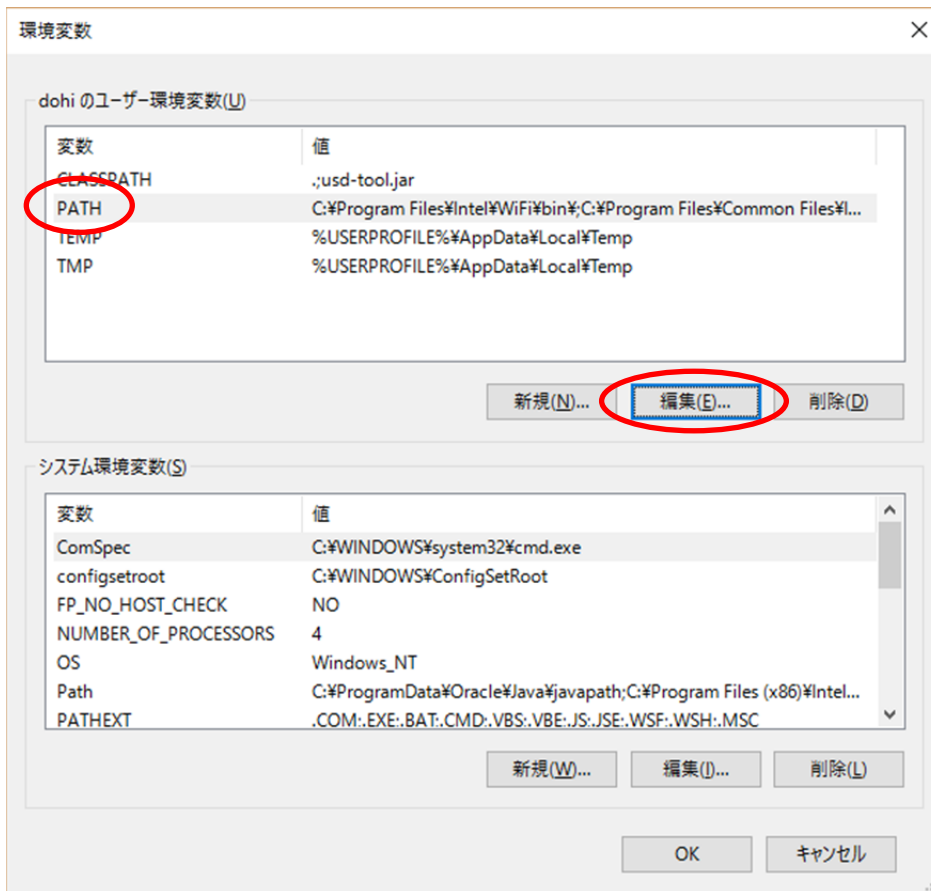 環境変数
dohi のユーザー環境変数(U)
変数 値
CLASSPATH .;usd-tool.jar
PATH C:¥Program Files¥Intel¥WiFi¥bin¥;C:¥Program Files¥Common Files¥I...
TEMP %USERPROFILE%¥AppData¥Local¥Temp
TMP %USERPROFILE%¥AppData¥Local¥Temp
新規(N)... 編集(E)... 削除(D)
システム環境変数(S)
変数 値
ComSpec C:¥WINDOWS¥system32¥cmd.exe
configsetroot C:¥WINDOWS¥ConfigSetRoot
FP_NO_HOST_CHECK NO
NUMBER_OF_PROCESSORS 4
OS Windows_NT
Path C:¥ProgramData¥Oracle¥Java¥javapath;C:¥Program Files (x86)¥Intel...
PATHEXT .COM;.EXE;.BAT;.CMD;.VBS;.VBE;.JS;.JSE;.WSF;.WSH;.MSC
新規(W)... 編集(I)... 削除(L)
OK キャンセル